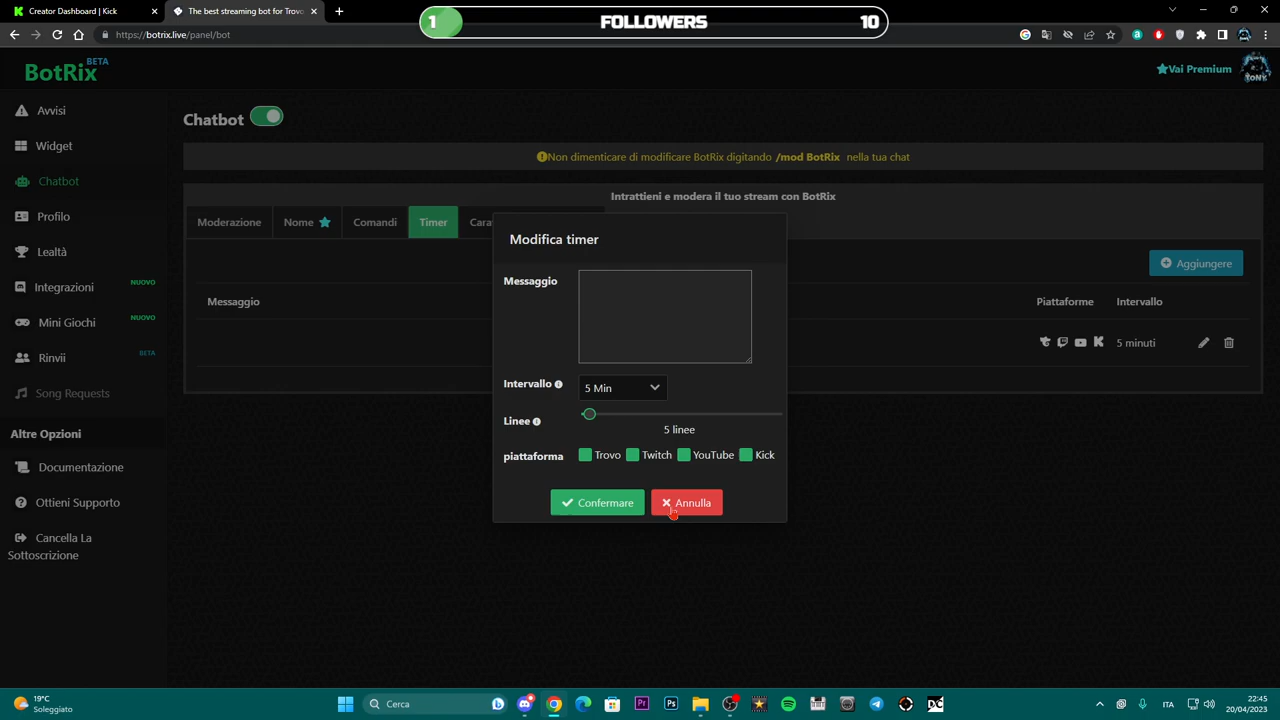 Creator Dashboard | Kick
The best streaming bot for Trovo
1 FOLLOWERS 10
https://botrix.live/panel/bot
BotRix BETA
Vai Premium
TONY
Avvisi
Widget
Chatbot
Profilo
Lealtà
Integrazioni NUOVO
Mini Giochi NUOVO
Rinvii BETA
Song Requests
Altre Opzioni
Documentazione
Ottieni Supporto
Cancella La
Sottoscrizione
Chatbot
Non dimenticare di modificare BotRix digitando /mod BotRix nella tua chat
Intrattieni e modera il tuo stream con BotRix
Moderazione Nome Comandi Timer
Aggiungere
Messaggio Piattaforme Intervallo
5 minuti
Modifica timer
Messaggio
Intervallo 5 Min
Linee
5 linee
piattaforma Trovo Twitch YouTube Kick
Confermare Annulla
19°C
Soleggiato
Cerca
Pr Ps DC
ITA
22:45
20/04/2023